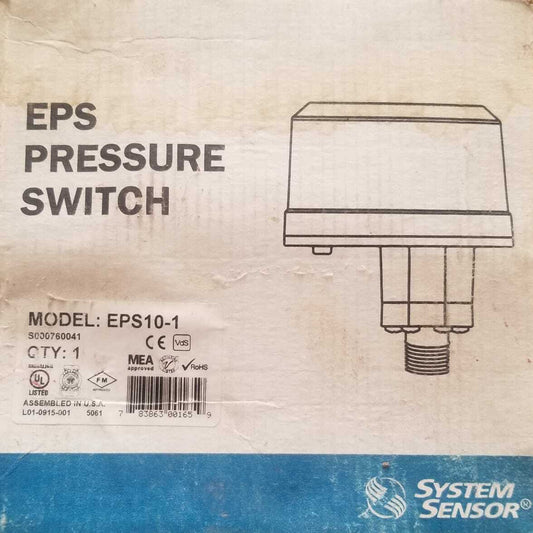 EPS
PRESSURE
SWITCH
MODEL: EPS10-1
S000760041
QTY: 1
CE VdS
MEA
approved
RoHS
UL
LISTED
FM
APPROVED
ASSEMBLED IN U.S.A.
L01-0915-001 5061
7 83863 00165 9
SYSTEM
SENSOR®